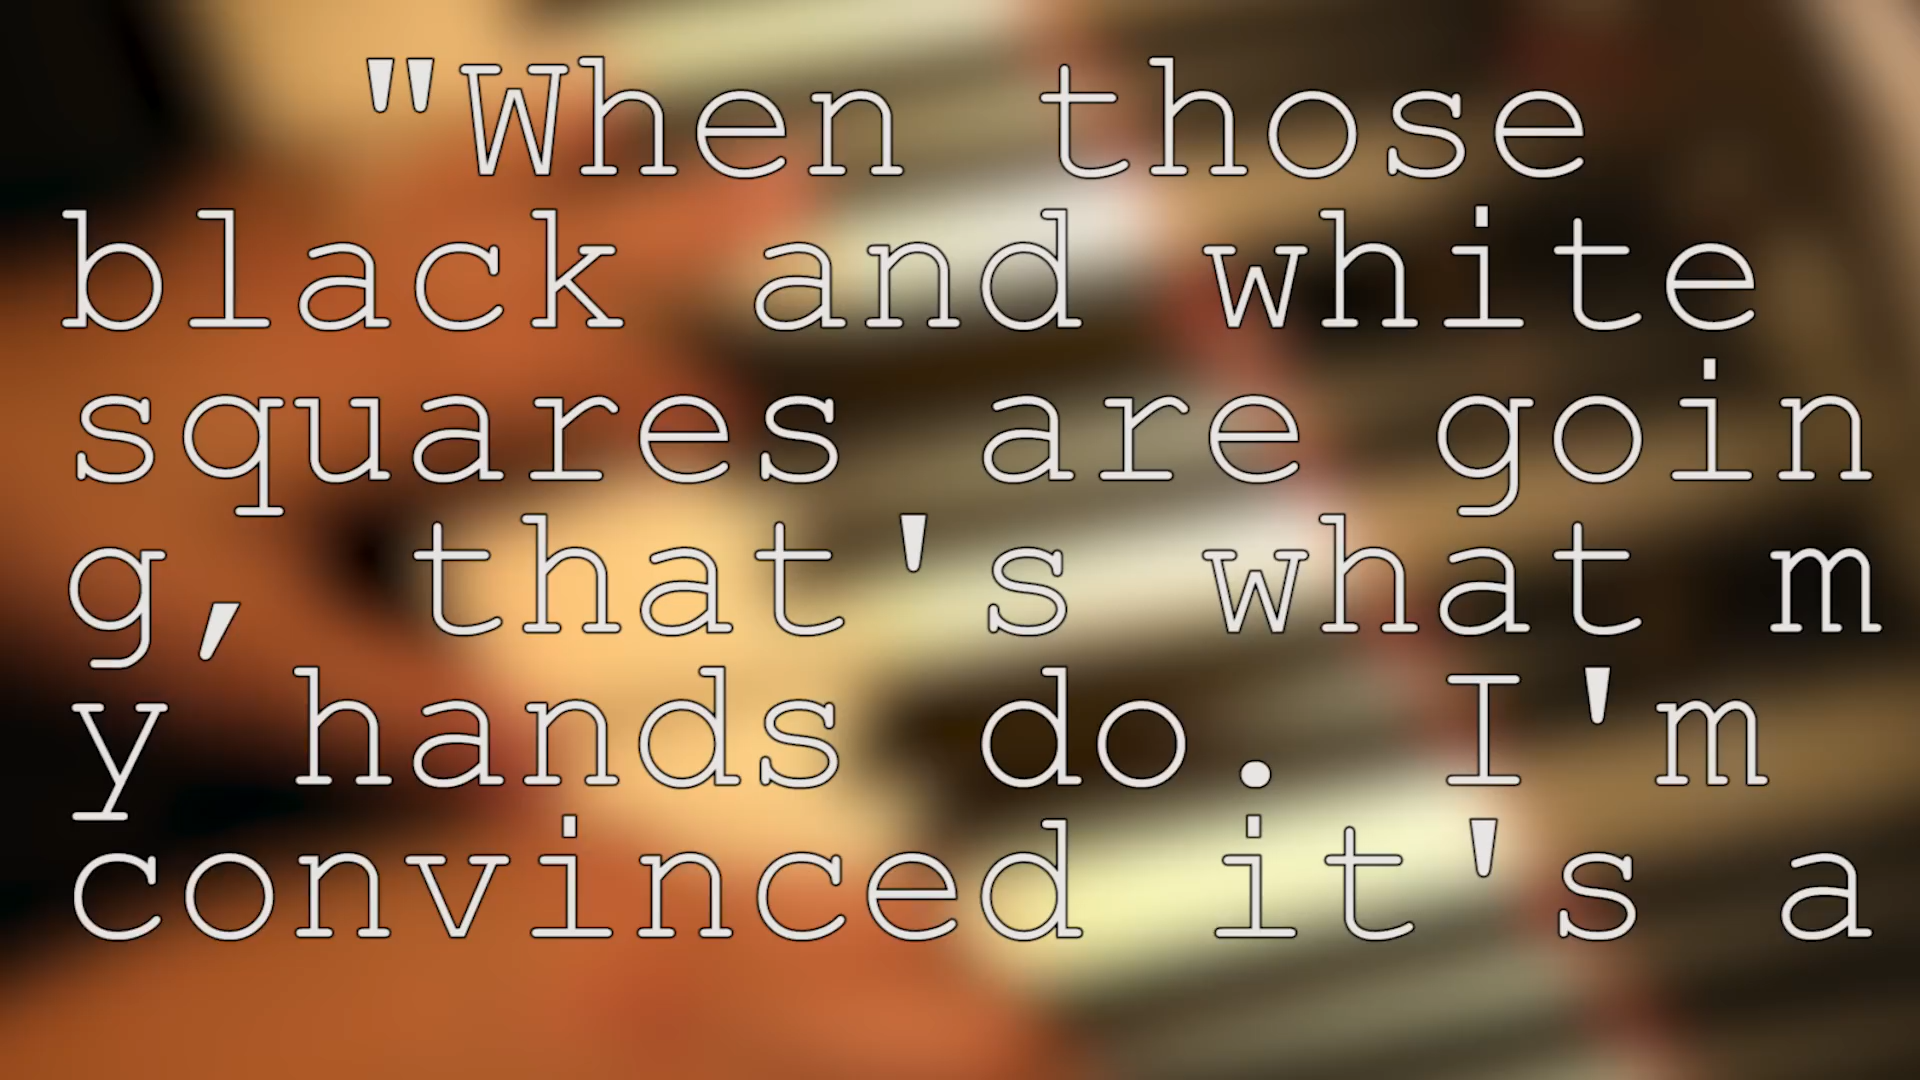 "When those
black and white
squares are goin
g, that's what m
y hands do. I'm
convinced it's a